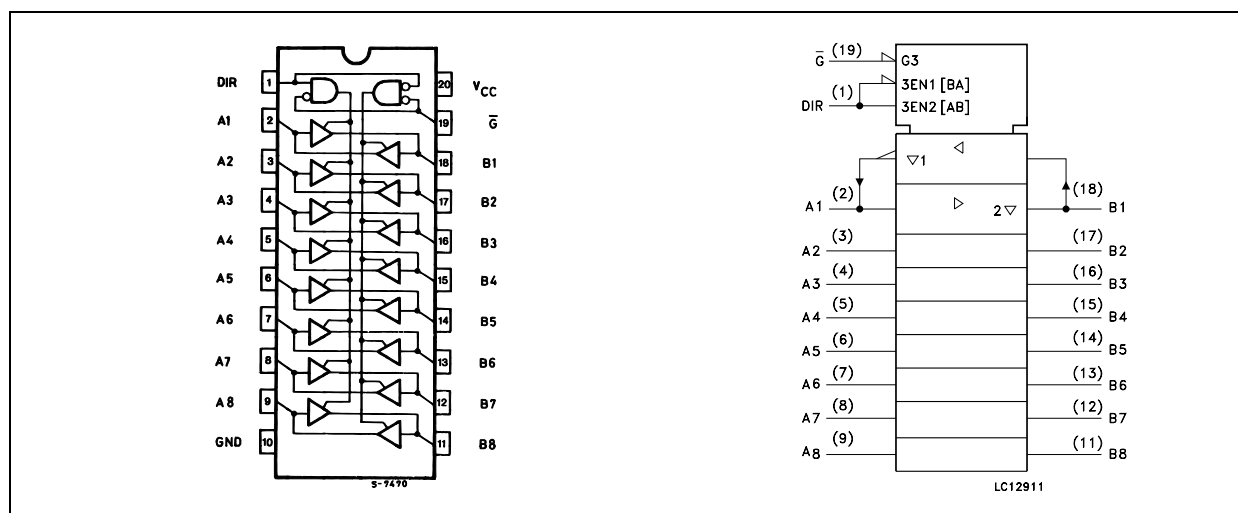 DIR 1 20 VCC
A1 2 19 G̅
A2 3 18 B1
A3 4 17 B2
A4 5 16 B3
A5 6 15 B4
A6 7 14 B5
A7 8 13 B6
A8 9 12 B7
GND 10 11 B8
S-7470
G̅ (19) G3
3EN1 [BA]
DIR (1) 3EN2 [AB]
▽1 ◁
A1 (2) ▷ 2▽ (18) B1
A2 (3) (17) B2
A3 (4) (16) B3
A4 (5) (15) B4
A5 (6) (14) B5
A6 (7) (13) B6
A7 (8) (12) B7
A8 (9) (11) B8
LC12911